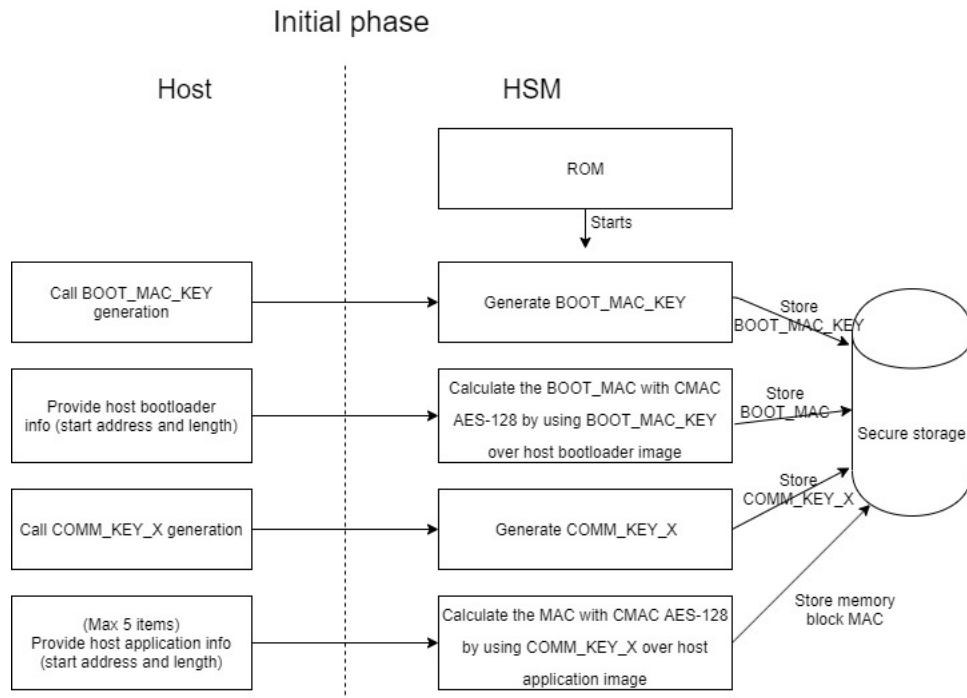 Initial phase
Host
HSM
ROM
Starts
Call BOOT_MAC_KEY
generation
Generate BOOT_MAC_KEY
Store
BOOT_MAC_KEY
Provide host bootloader
info (start address and length)
Calculate the BOOT_MAC with CMAC
AES-128 by using BOOT_MAC_KEY
over host bootloader image
Store
BOOT_MAC
Secure storage
Call COMM_KEY_X generation
Generate COMM_KEY_X
Store
COMM_KEY_X
(Max 5 items)
Provide host application info
(start address and length)
Calculate the MAC with CMAC AES-128
by using COMM_KEY_X over host
application image
Store memory
block MAC